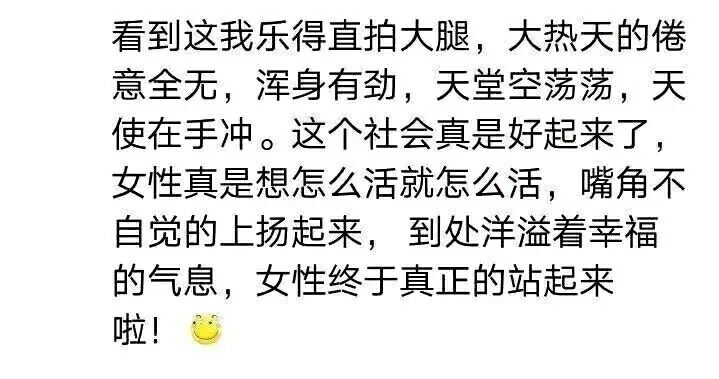 看到这我乐得直拍大腿，大热天的倦
意全无，浑身有劲，天堂空荡荡，天
使在手冲。这个社会真是好起来了，
女性真是想怎么活就怎么活，嘴角不
自觉的上扬起来， 到处洋溢着幸福
的气息，女性终于真正的站起来
啦！